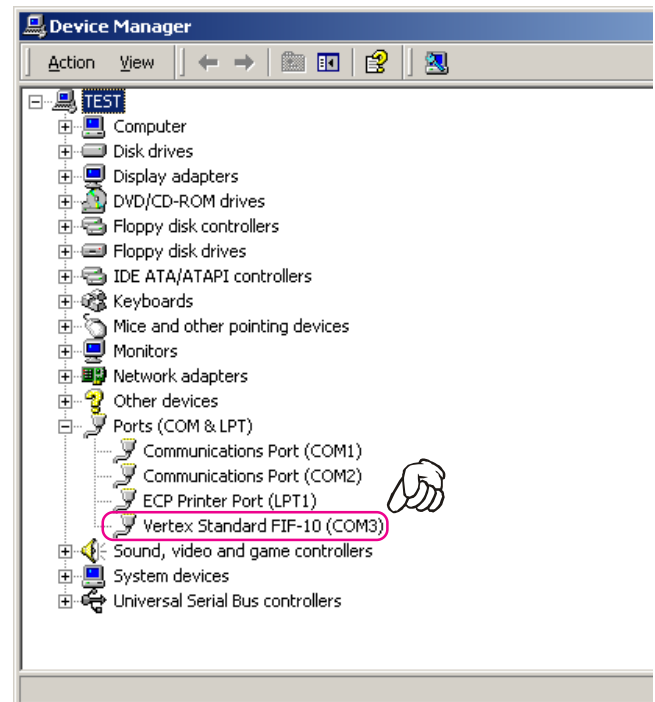 Device Manager
Action View
TEST
Computer
Disk drives
Display adapters
DVD/CD-ROM drives
Floppy disk controllers
Floppy disk drives
IDE ATA/ATAPI controllers
Keyboards
Mice and other pointing devices
Monitors
Network adapters
Other devices
Ports (COM & LPT)
Communications Port (COM1)
Communications Port (COM2)
ECP Printer Port (LPT1)
Vertex Standard FIF-10 (COM3)
Sound, video and game controllers
System devices
Universal Serial Bus controllers